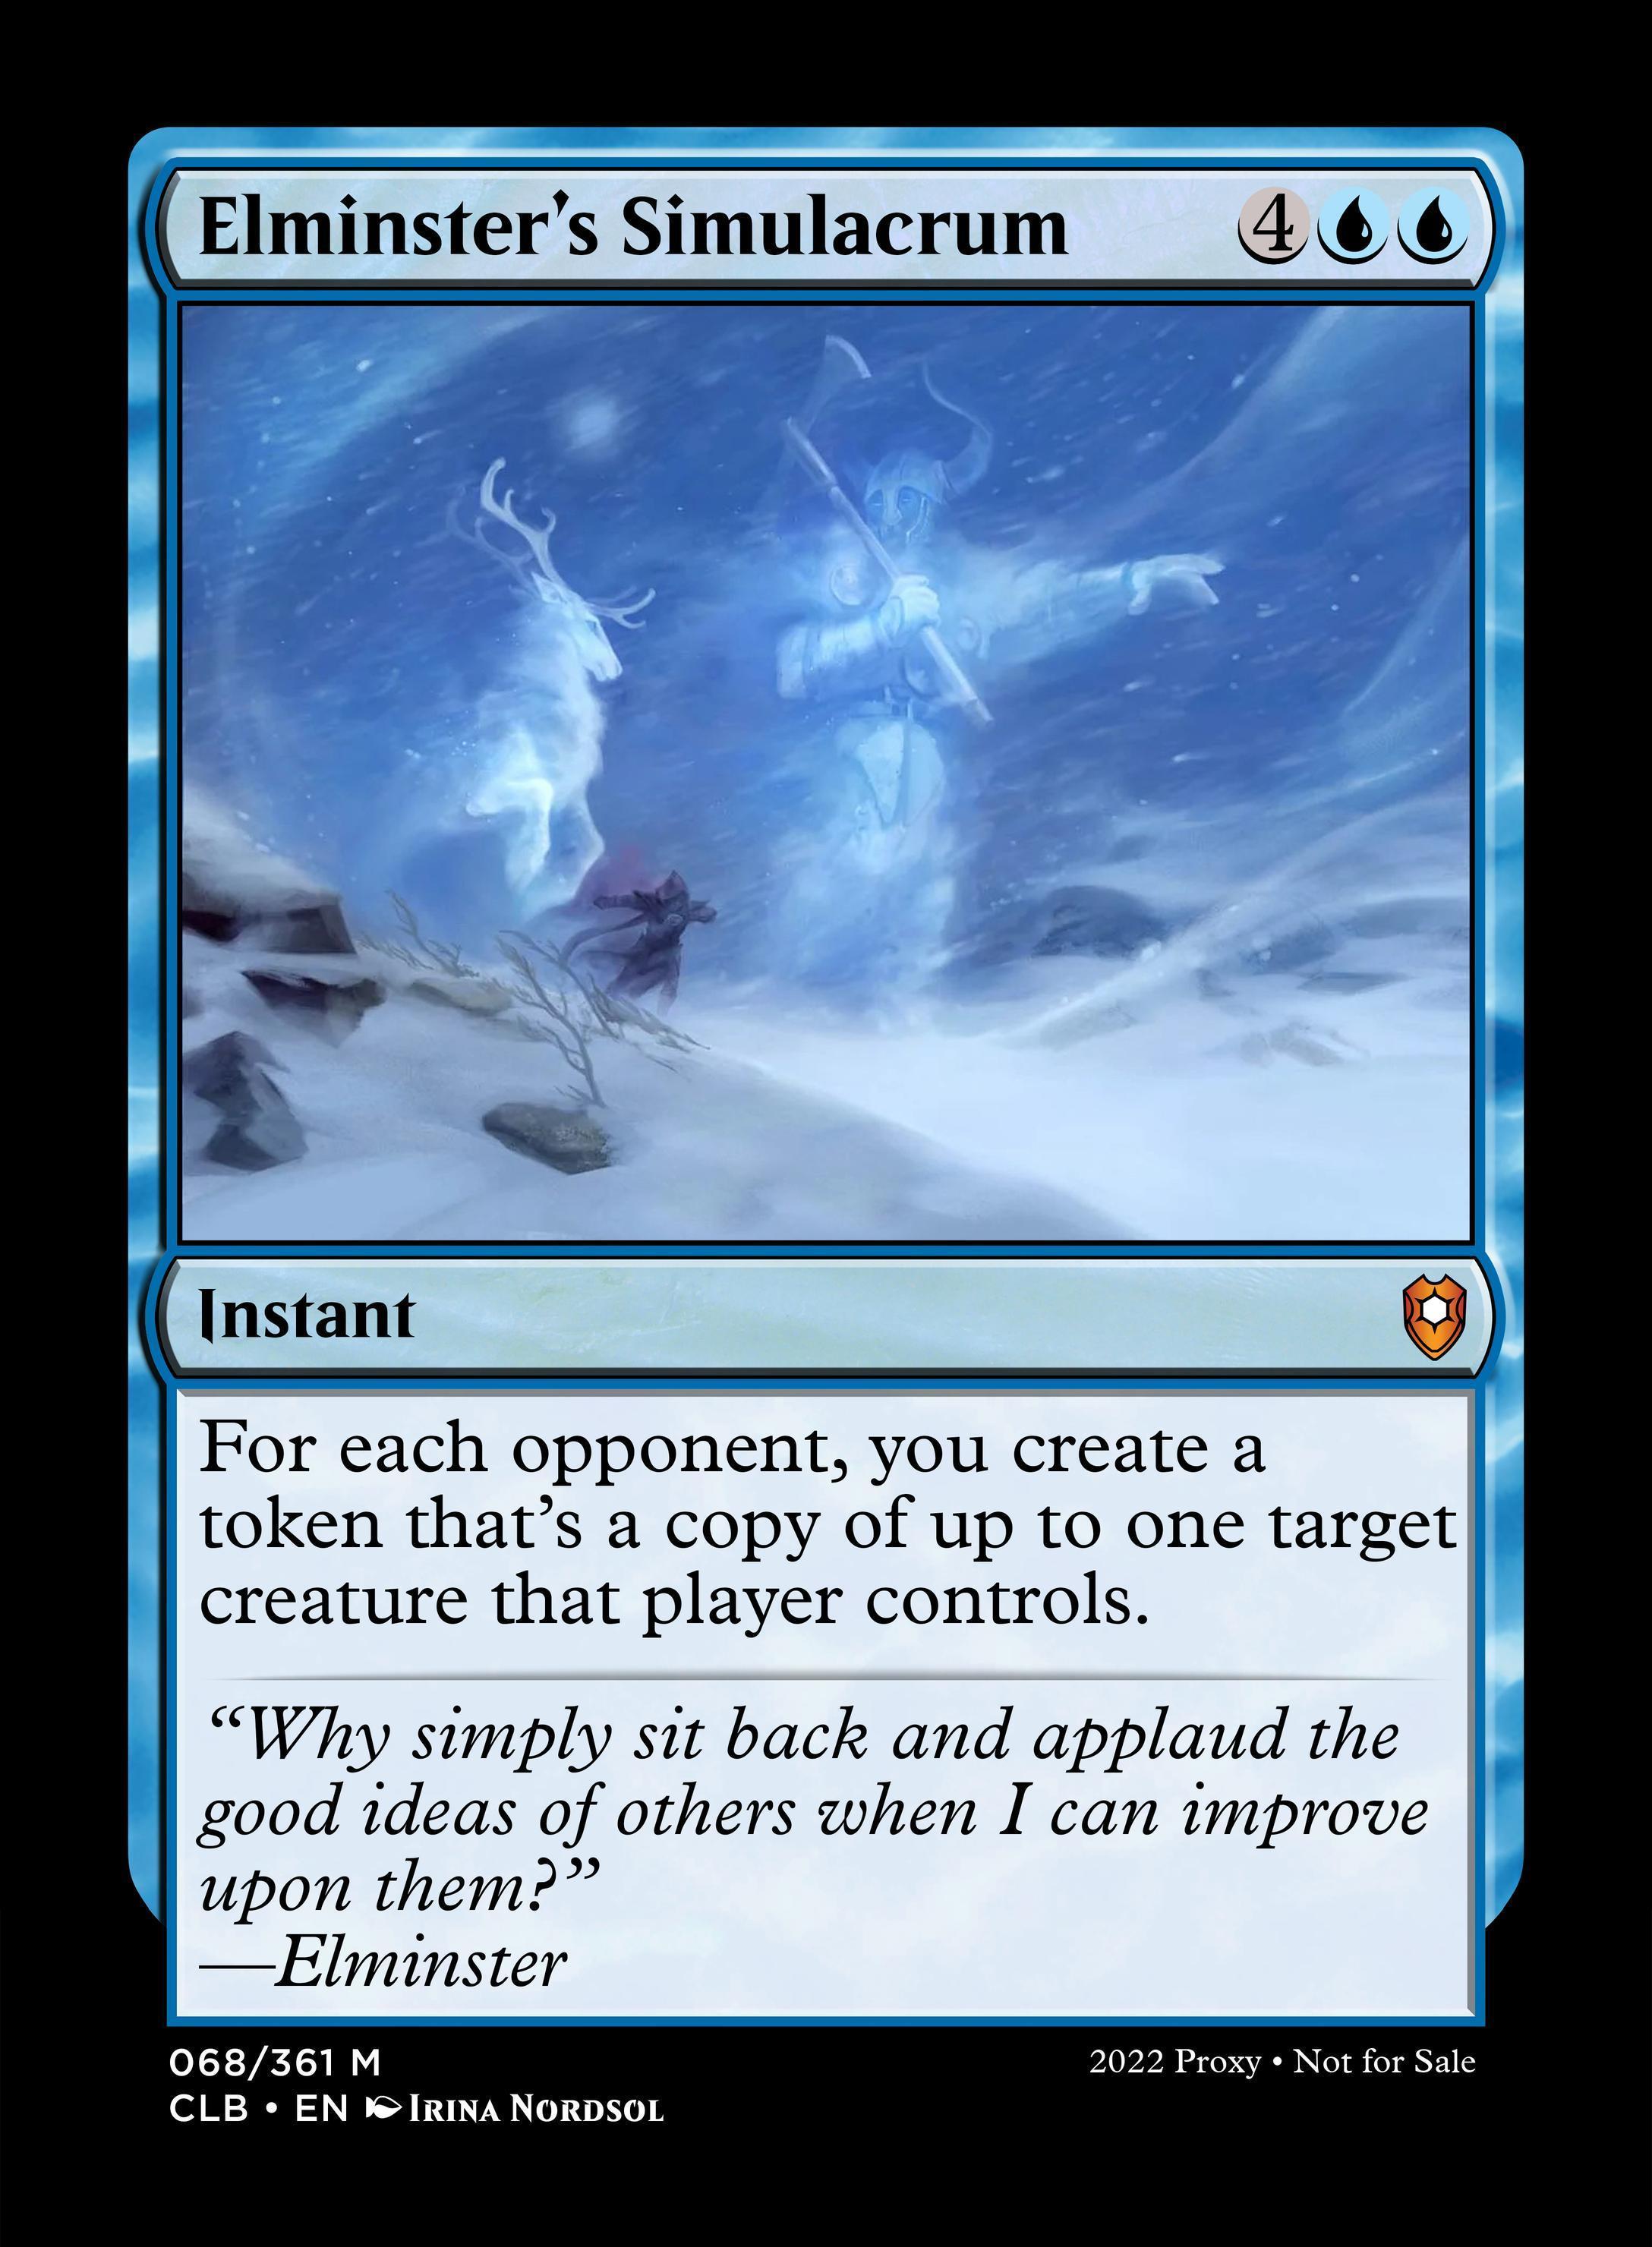 Elminster’s Simulacrum 4
Instant
For each opponent, you create a
token that’s a copy of up to one target
creature that player controls.
“Why simply sit back and applaud the
good ideas of others when I can improve
upon them?”
—Elminster
068/361 M
2022 Proxy • Not for Sale
CLB • EN Irina Nordsol